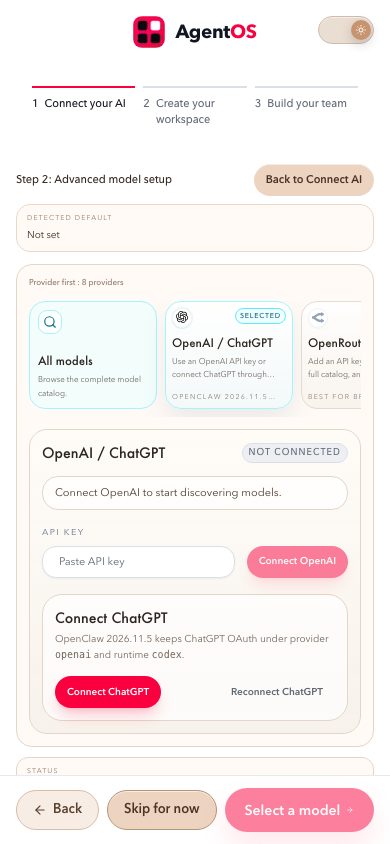 AgentOS
1 Connect your AI
2 Create your
workspace
3 Build your team
Step 2: Advanced model setup
Back to Connect AI
DETECTED DEFAULT
Not set
Provider first : 8 providers
All models
Browse the complete model
catalog.
SELECTED
OpenAI / ChatGPT
Use an OpenAI API key or
connect ChatGPT through…
OPENCLAW 2026.11.5…
OpenRout
Add an API key
full catalog, an
BEST FOR BR
OpenAI / ChatGPT
NOT CONNECTED
Connect OpenAI to start discovering models.
API KEY
Paste API key
Connect OpenAI
Connect ChatGPT
OpenClaw 2026.11.5 keeps ChatGPT OAuth under provider
openai and runtime codex.
Connect ChatGPT
Reconnect ChatGPT
STATUS
← Back
Skip for now
Select a model →